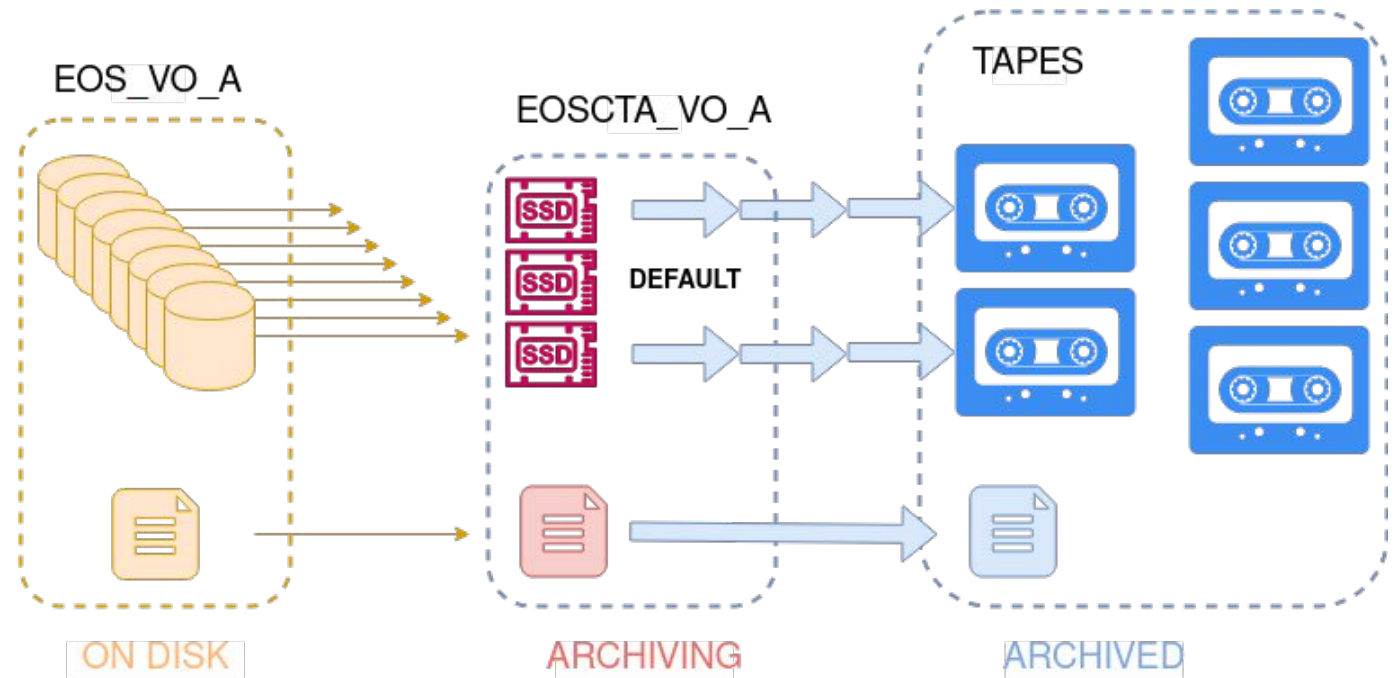 EOS_VO_A
EOSCTA_VO_A
TAPES
SSD
SSD
DEFAULT
SSD
ON DISK
ARCHIVING
ARCHIVED